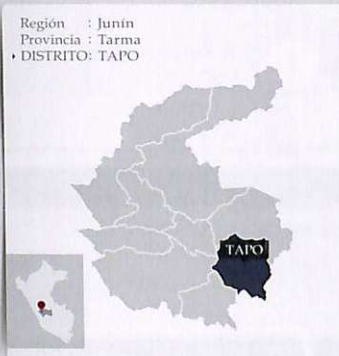 Región : Junín
Provincia : Tarma
DISTRITO: TAPO
TAPO